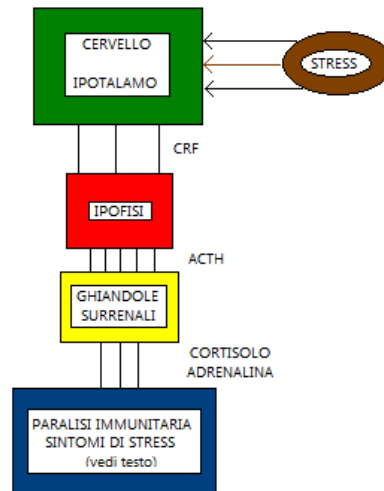 CERVELLO
IPOTALAMO
STRESS
CRF
IPOFISI
ACTH
GHIANDOLE
SURRENALI
CORTISOLO
ADRENALINA
PARALISI IMMUNITARIA
SINTOMI DI STRESS
(vedi testo)